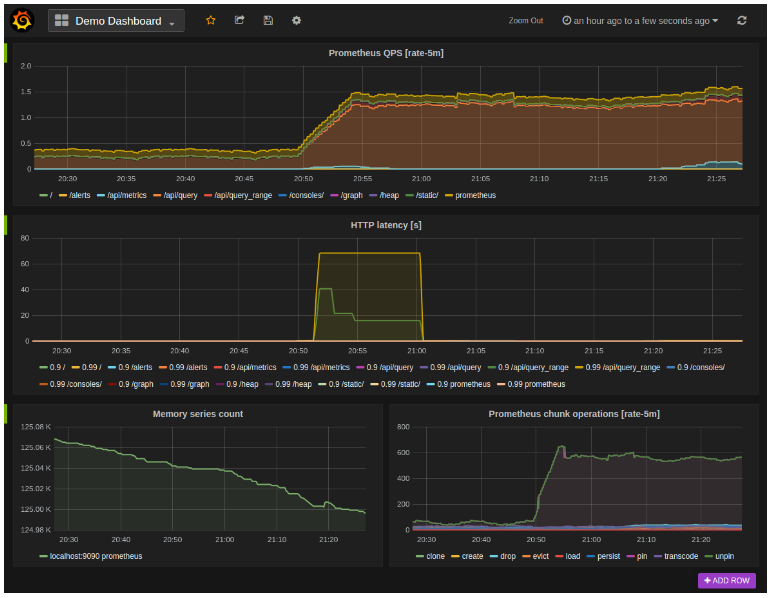 Demo Dashboard
Zoom Out
an hour ago to a few seconds ago
Prometheus QPS [rate-5m]
2.0
1.5
1.0
0.5
0
20:30 20:35 20:40 20:45 20:50 20:55 21:00 21:05 21:10 21:15 21:20 21:25
/ /alerts /api/metrics /api/query /api/query_range /consoles/ /graph /heap /static/ prometheus
HTTP latency [s]
80
60
40
20
0
20:30 20:35 20:40 20:45 20:50 20:55 21:00 21:05 21:10 21:15 21:20 21:25
0.9 / 0.99 / 0.9 /alerts 0.99 /alerts 0.9 /api/metrics 0.99 /api/metrics 0.9 /api/query 0.99 /api/query 0.9 /api/query_range 0.99 /api/query_range 0.9 /consoles/
0.99 /consoles/ 0.9 /graph 0.99 /graph 0.9 /heap 0.99 /heap 0.9 /static/ 0.99 /static/ 0.9 prometheus 0.99 prometheus
Memory series count
125.08 K
125.06 K
125.04 K
125.02 K
125.00 K
124.98 K
20:30 20:40 20:50 21:00 21:10 21:20
localhost:9090 prometheus
Prometheus chunk operations [rate-5m]
800
600
400
200
0
20:30 20:40 20:50 21:00 21:10 21:20
clone create drop evict load persist pin transcode unpin
ADD ROW